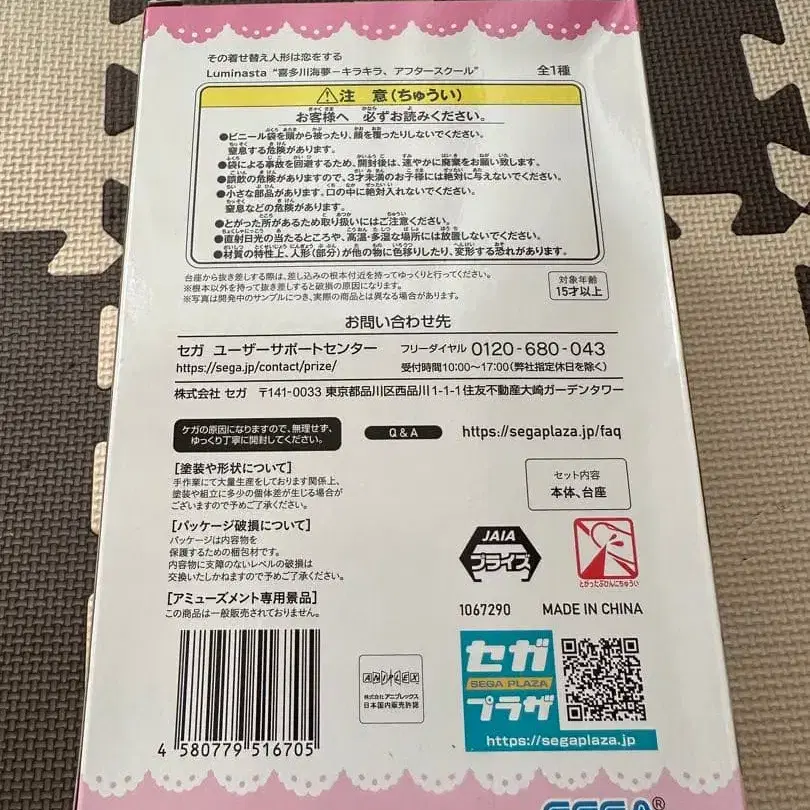 その着せ替え人形は恋をする
Luminasta “喜多川海夢－キラキラ、アフタースクール” 全1種
⚠注 意(ちゅうい)
お客様へ 必ずお読みください。
●ビニール袋を頭から被ったり、顔を覆ったりしないでください。
窒息する危険があります。
●袋による事故を回避するため、開封後は、速やかに廃棄をお願い致します。
●誤飲の危険がありますので、3才未満のお子様には絶対に与えないでください。
●小さな部品があります。口の中に絶対入れないでください。
窒息などの危険があります。
●とがった所があるため取り扱いにはご注意ください。
●直射日光の当たるところや、高温・多湿な場所には放置しないでください。
●材質の特性上、人形(部分)が他の物に色移りしたり、変形する恐れがあります。
台座から抜き差しする際は、差し込みの根本付近を持ってゆっくりと行ってください。
※根本以外を持って抜き差しすると破損の原因になります。
※写真は開発中のサンプルにつき、実際の商品とは異なる場合があります。
対象年齢
15才以上
お問い合わせ先
セガ ユーザーサポートセンター フリーダイヤル 0120-680-043
https://sega.jp/contact/prize/ 受付時間10:00~17:00(弊社指定休日を除く)
株式会社 セガ 〒141-0033 東京都品川区西品川1-1-1住友不動産大崎ガーデンタワー
ケガの原因になりますので、無理せず、
ゆっくり丁寧に開封してください。
Q & A
https://segaplaza.jp/faq
[塗装や形状について]
手作業にて大量生産をしております関係上、
塗装や組立に多少の個体差が生じる場合が
ございますので予めご了承ください。
セット内容
本体、台座
[パッケージ破損について]
パッケージは内容物を
保護するための梱包材です。
内容物に支障のないレベルの破損は
交換いたしかねますので予めご了承ください。
JAIA
プライズ
とがったぶひんにちゅうい
[アミューズメント専用景品]
この商品は一般販売されておりません。
1067290 MADE IN CHINA
ANIPLEX
株式会社アニプレックス
日本国内販売許諾
セガ
SEGA PLAZA
プラザ
https://segaplaza.jp
4 580779 516705
SEGA®